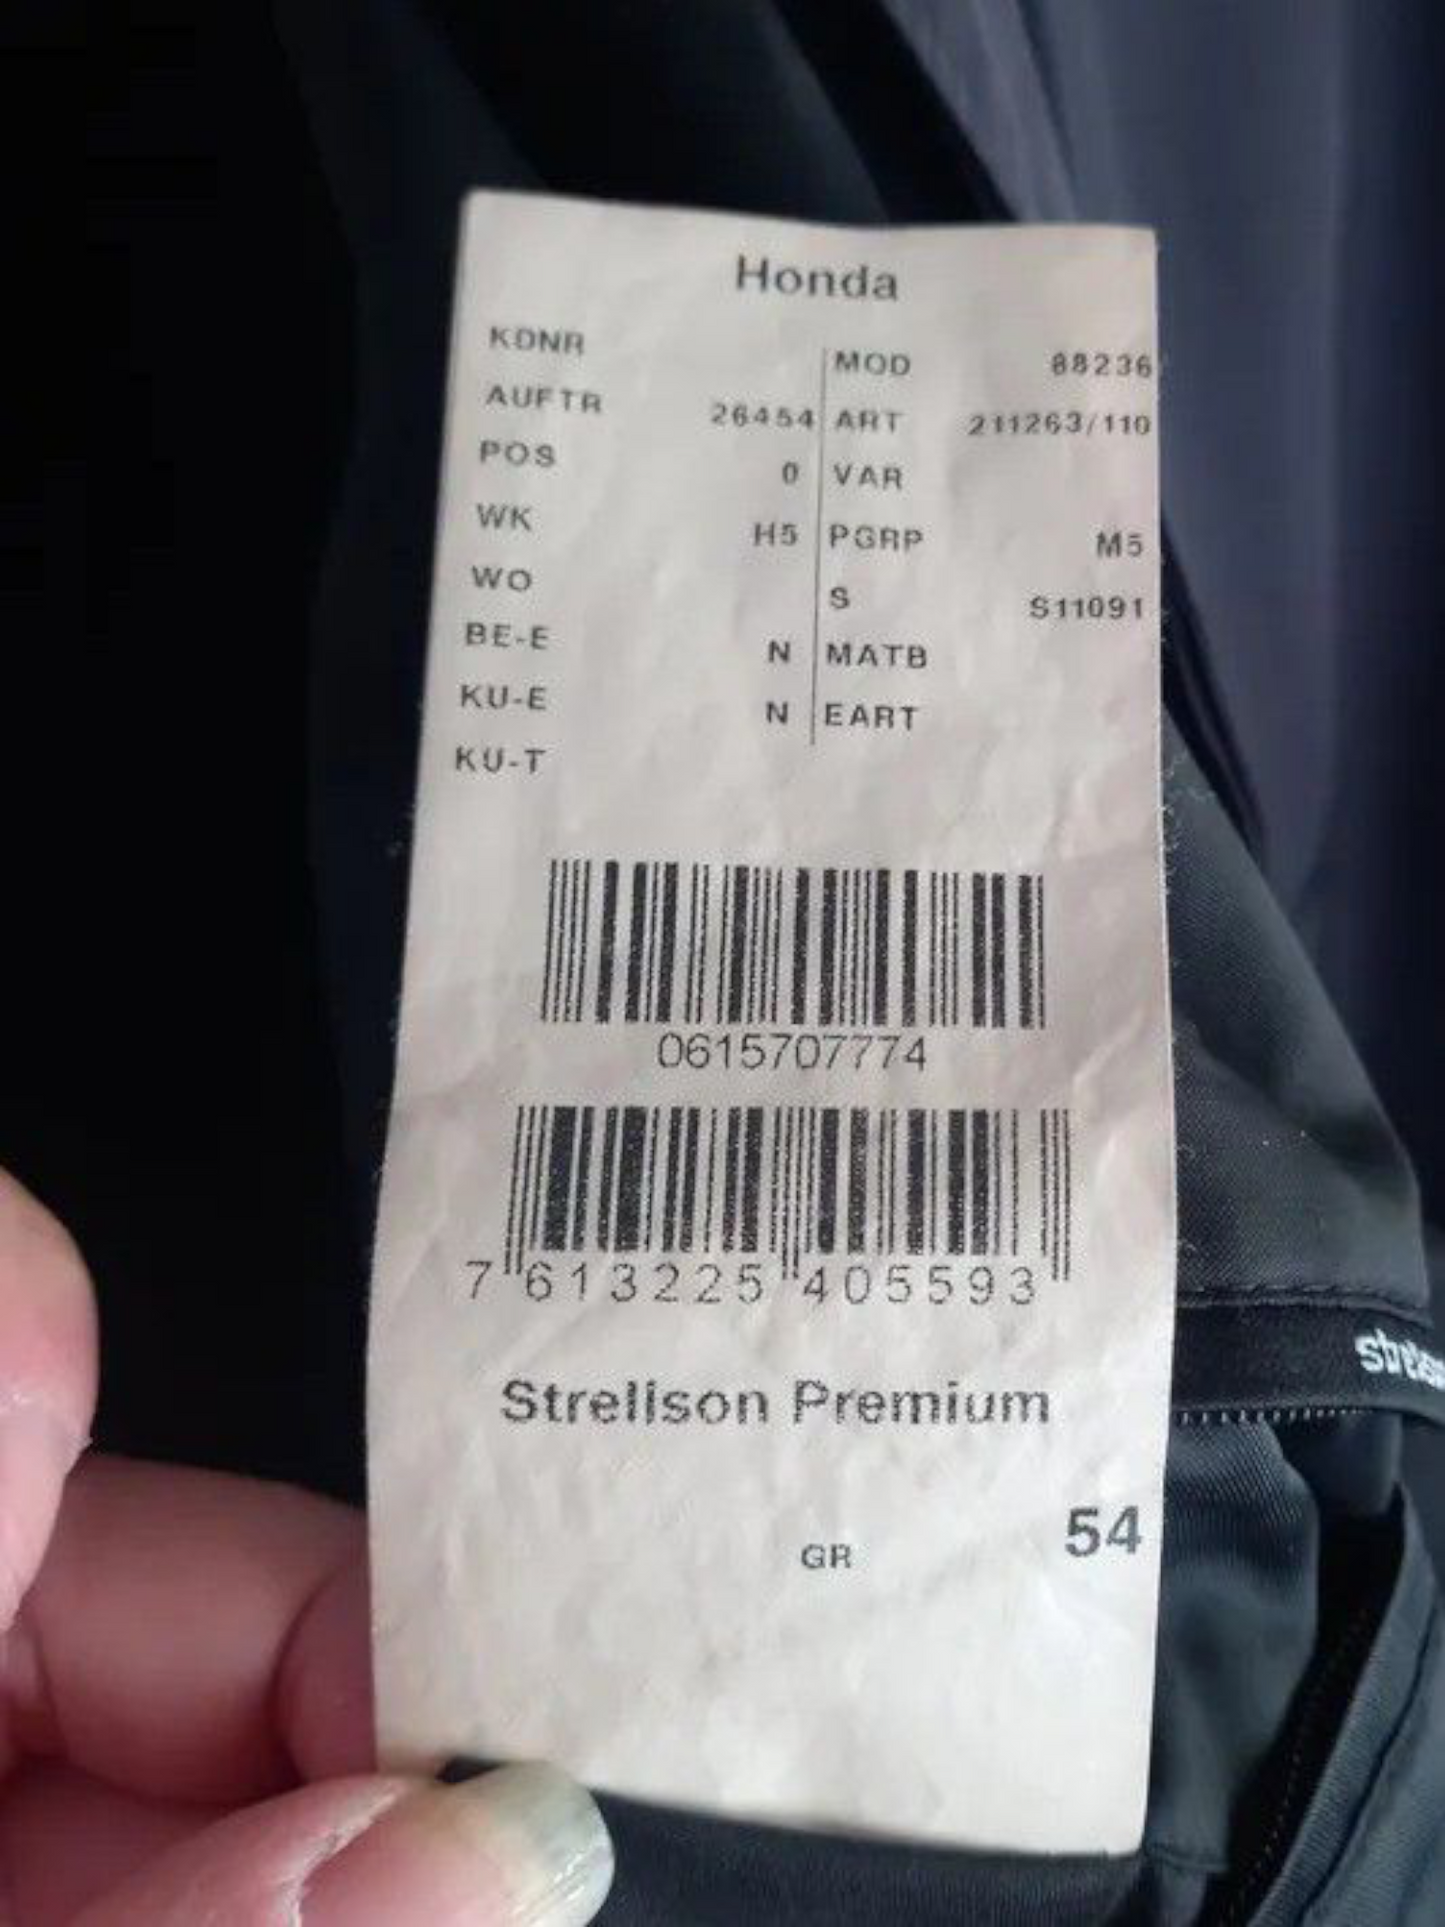 Honda
KDNR
MOD 88236
AUFTR 26454 ART 211263/110
POS 0 VAR
WK H5 PGRP M5
WO S S11091
BE-E N MATB
KU-E N EART
KU-T
0615707774
7 613225 405593
Strellson Premium
GR 54